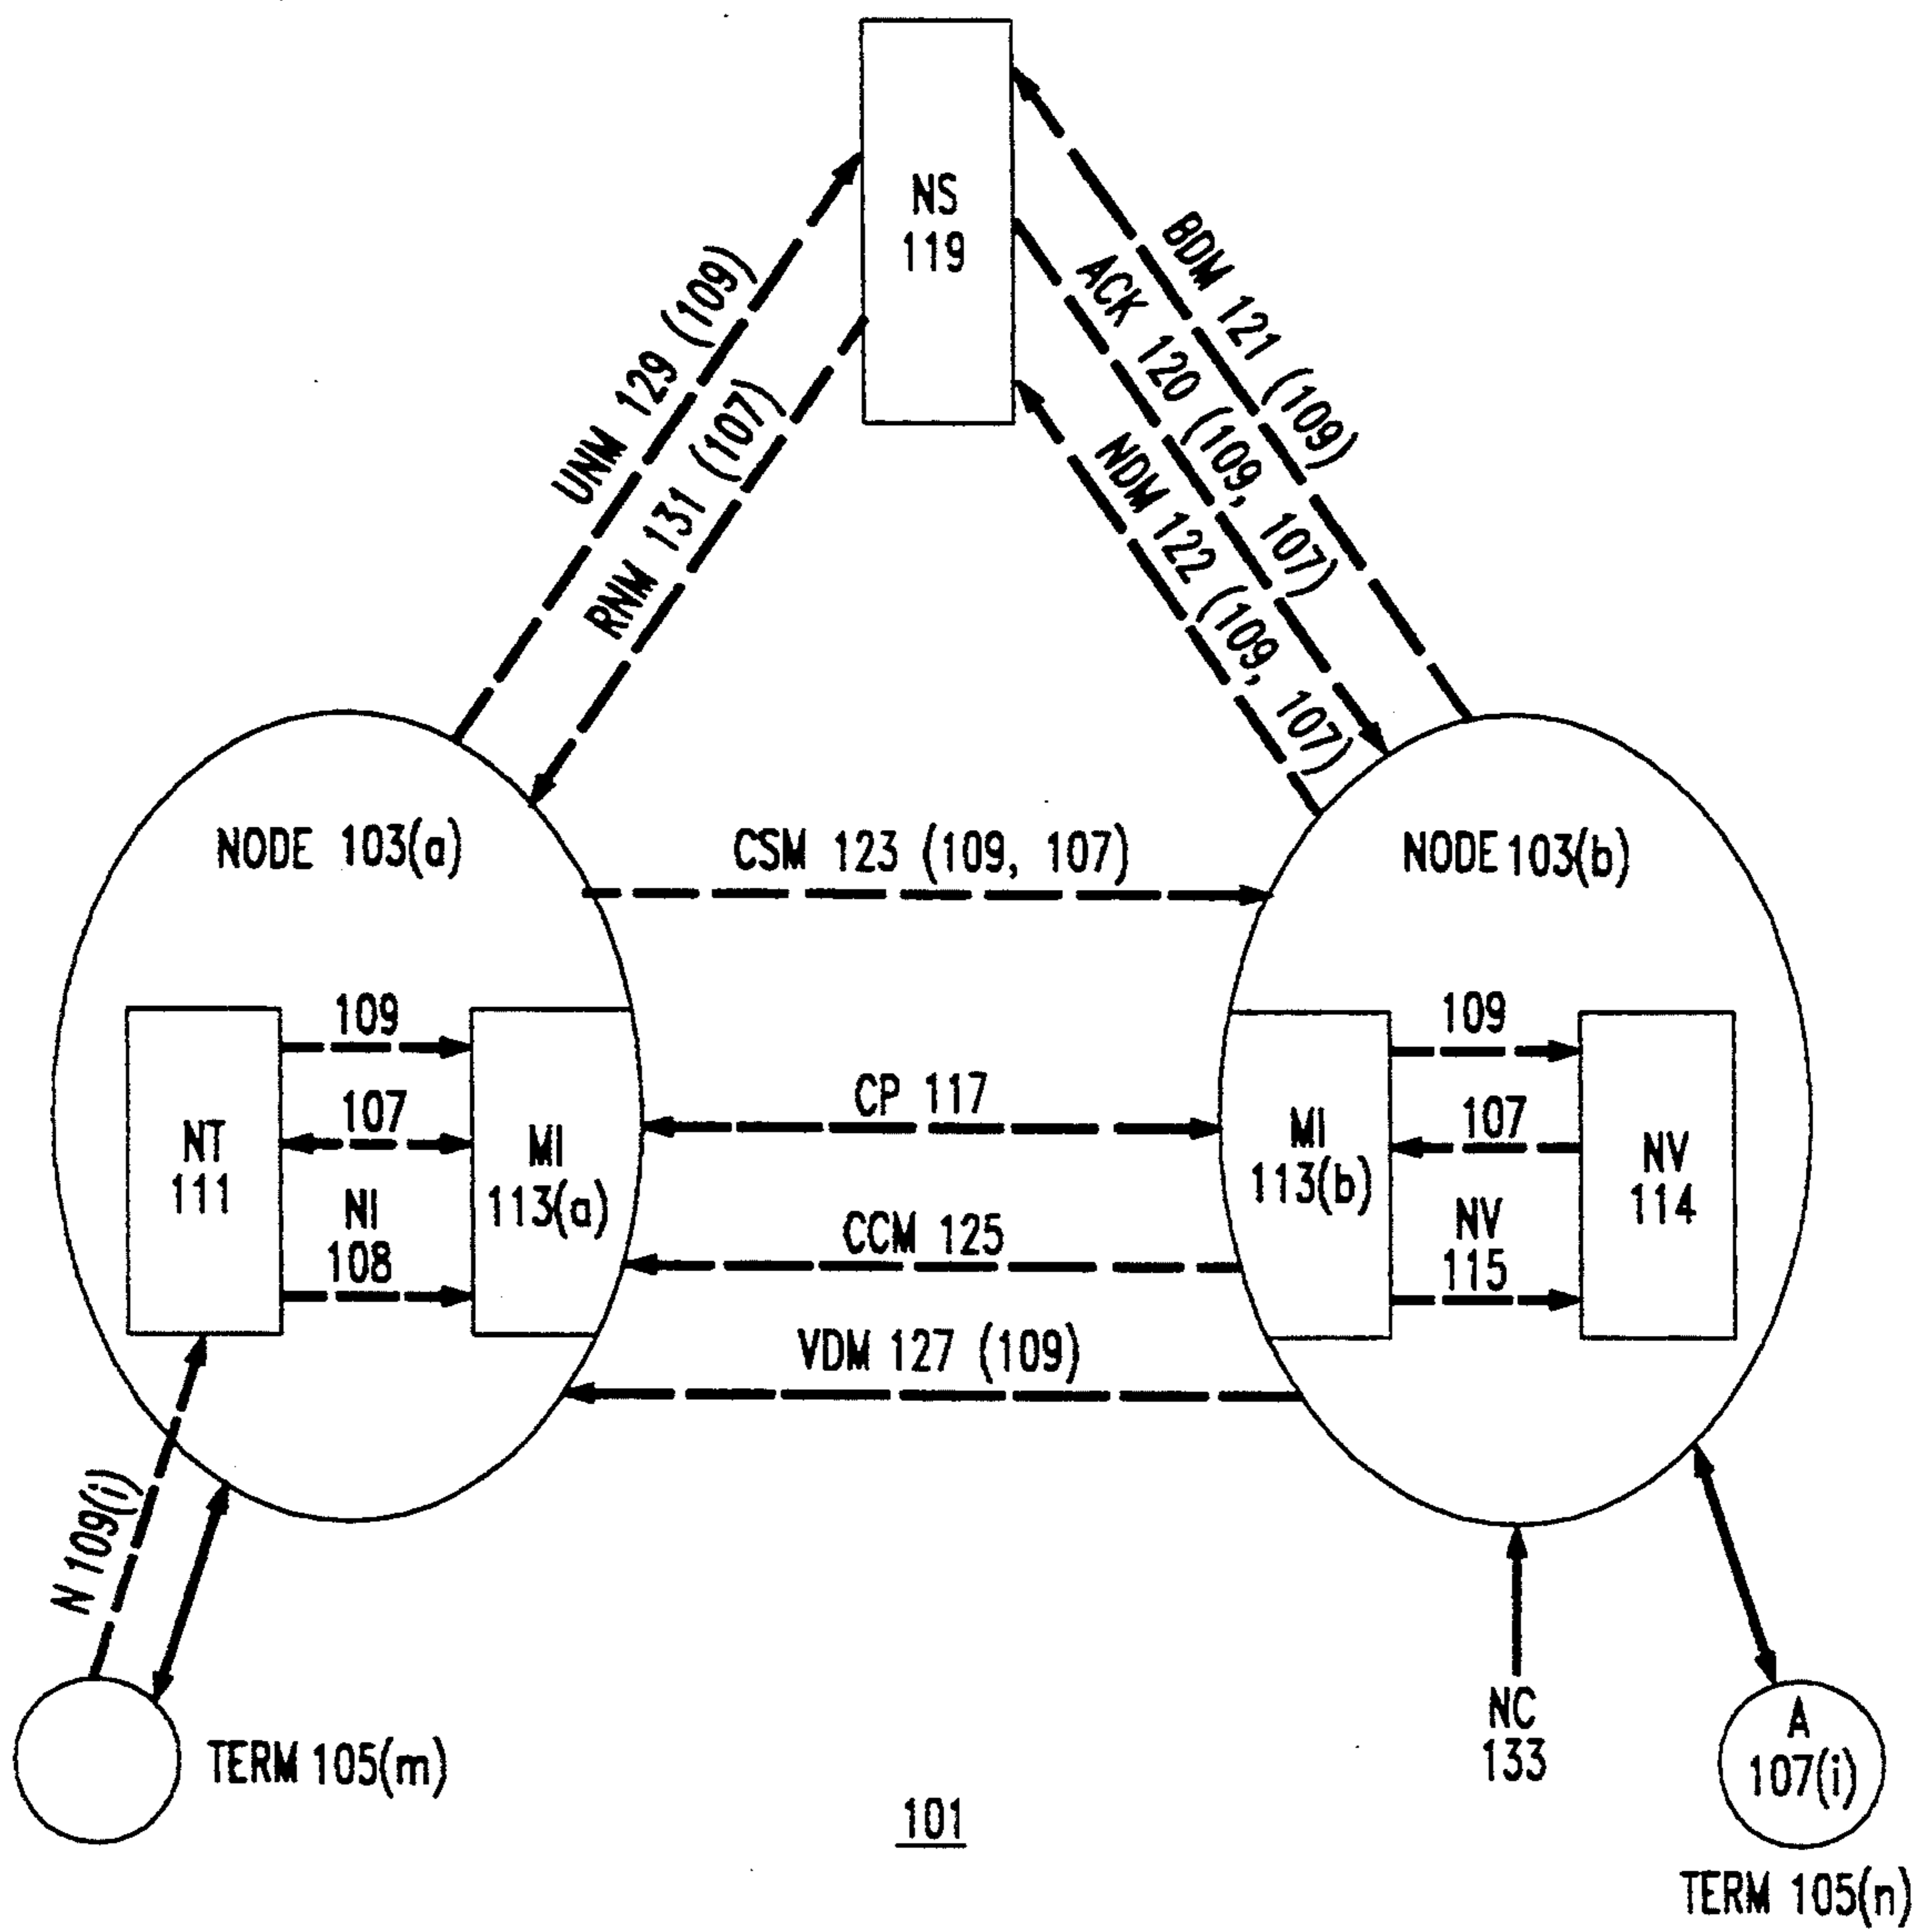 NS
119
UNM 129 (109)
RNM 131 (107)
BDM 121 (109)
ACK 120 (109, 107)
NDM 122 (109, 107)
NODE 103(a)
CSM 123 (109, 107)
NODE 103(b)
109
107
NT
111
NI
108
MI
113(a)
CP 117
CCM 125
VDM 127 (109)
109
107
MI
113(b)
NV
115
NV
114
N 109(i)
TERM 105(m)
NC
133
A
107(i)
101
TERM 105(n)